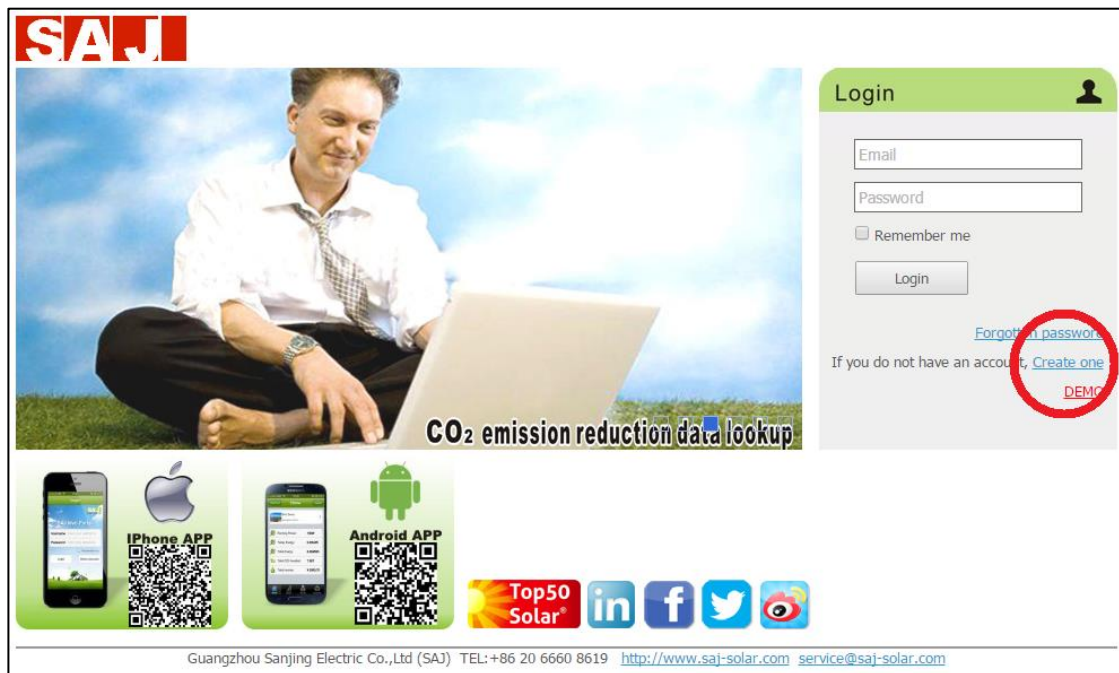 SAJ
Login
Email
Password
Remember me
Login
Forgotten password
If you do not have an account, Create one
DEMO
CO₂ emission reduction data lookup
IPhone APP
Android APP
Top50
Solar®
in
f
Guangzhou Sanjing Electric Co.,Ltd (SAJ) TEL:+86 20 6660 8619 http://www.saj-solar.com service@saj-solar.com